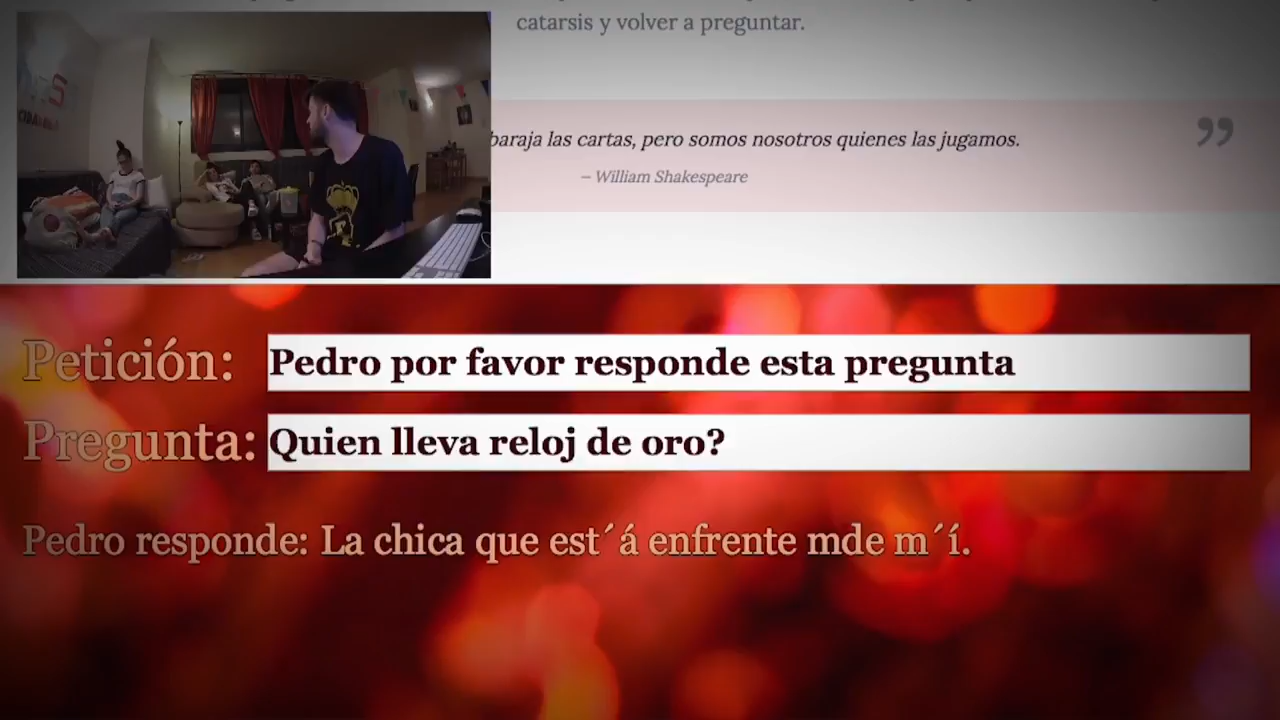 catarsis y volver a preguntar.
baraja las cartas, pero somos nosotros quienes las jugamos.
”
– William Shakespeare
Petición: Pedro por favor responde esta pregunta
Pregunta: Quien lleva reloj de oro?
Pedro responde: La chica que est´á enfrente mde m´í.